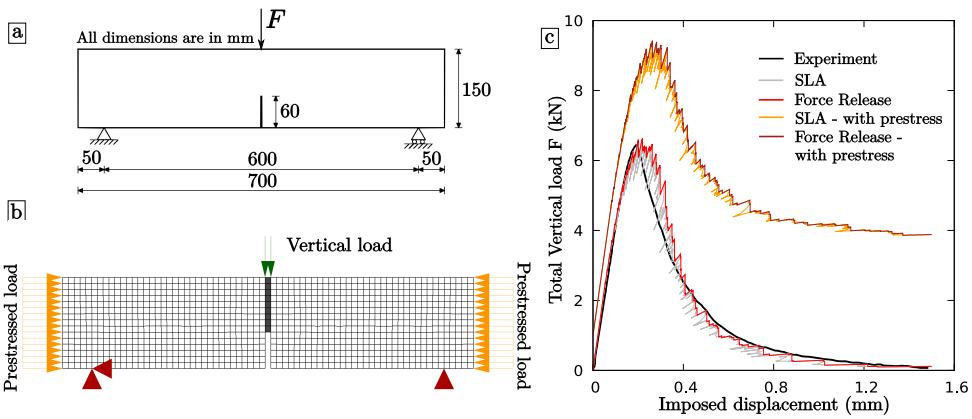 a
F
All dimensions are in mm
60
150
50
600
50
700
b
Vertical load
Prestressed load
Prestressed load
c
10
8
6
4
2
0
Total Vertical load F (kN)
0
0.4
0.8
1.2
1.6
Imposed displacement (mm)
Experiment
SLA
Force Release
SLA - with prestress
Force Release -
with prestress